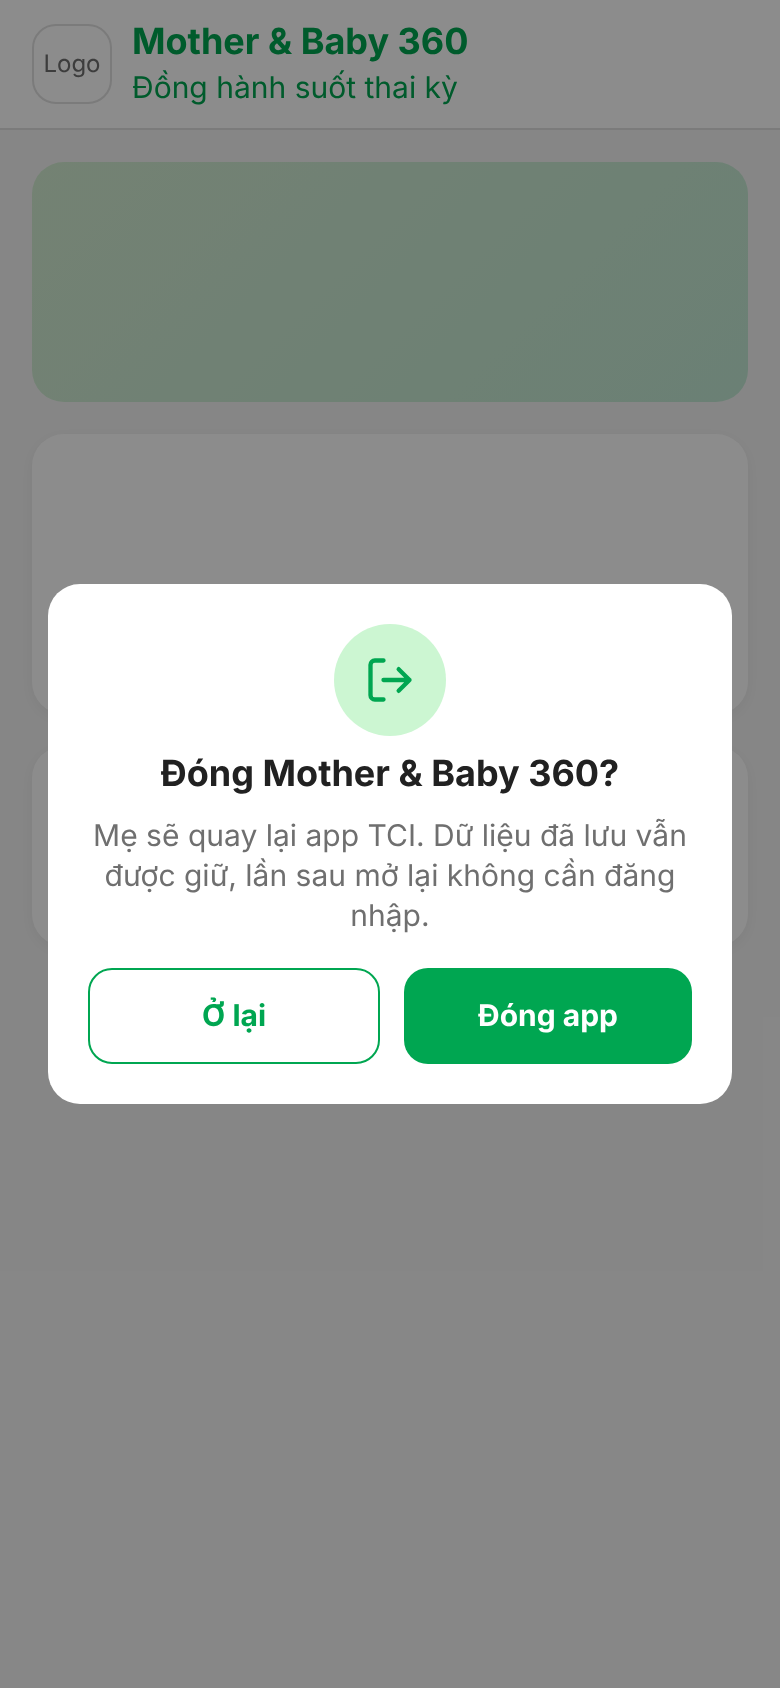 Logo
Mother & Baby 360
Đồng hành suốt thai kỳ
Đóng Mother & Baby 360?
Mẹ sẽ quay lại app TCI. Dữ liệu đã lưu vẫn
được giữ, lần sau mở lại không cần đăng
nhập.
Ở lại
Đóng app